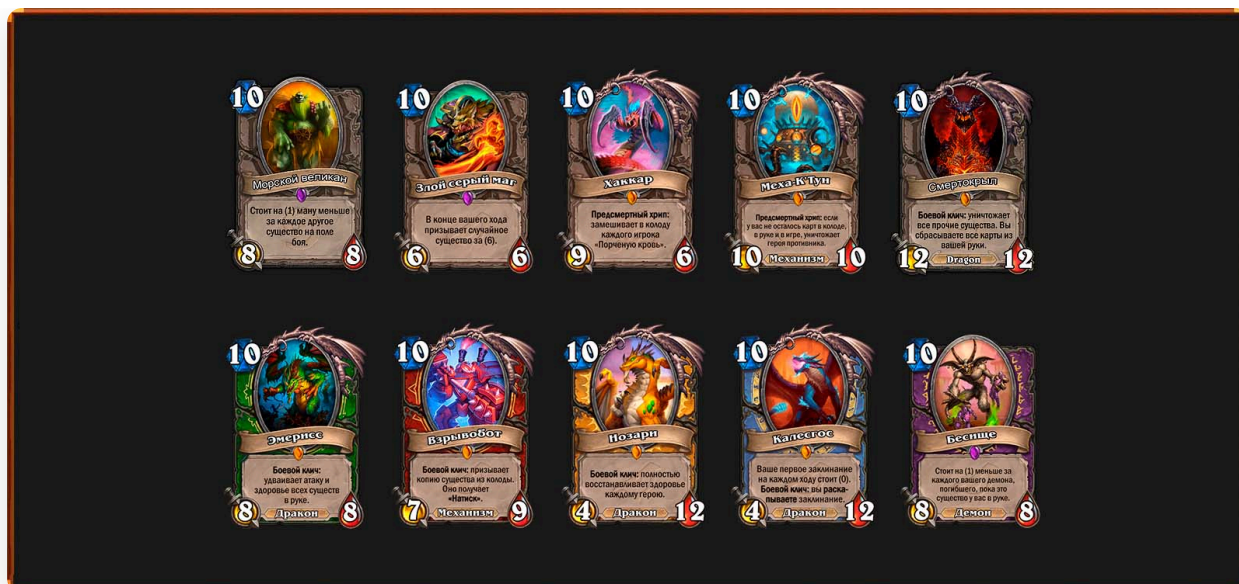 10
Морской великан
Стоит на (1) ману меньше
за каждое другое
существо на поле
боя.
8 8
10
Злой серый маг
В конце вашего хода
призывает случайное
существо за (6).
6 6
10
Хаккар
Предсмертный хрип:
замешивает в колоду
каждого игрока
«Порченую кровь».
9 6
10
Меха-К'Тун
Предсмертный хрип: если
у вас не осталось карт в колоде,
в руке и в игре, уничтожает
героя противника.
10 Механизм 10
10
Смертокрыл
Боевой клич: уничтожает
все прочие существа. Вы
сбрасываете все карты из
вашей руки.
12 Dragon 12
10
Эмерисс
Боевой клич:
удваивает атаку и
здоровье всех существ
в руке.
8 Дракон 8
10
Взрывобот
Боевой клич: призывает
копию существа из колоды.
Оно получает
«Натиск».
7 Механизм 9
10
Нозари
Боевой клич: полностью
восстанавливает здоровье
каждому герою.
4 Дракон 12
10
Калесгос
Ваше первое заклинание
на каждом ходу стоит (0).
Боевой клич: вы раска-
пываете заклинание.
4 Дракон 12
10
Бесище
Стоит на (1) меньше за
каждого вашего демона,
погибшего, пока это
существо у вас в руке.
8 Демон 8